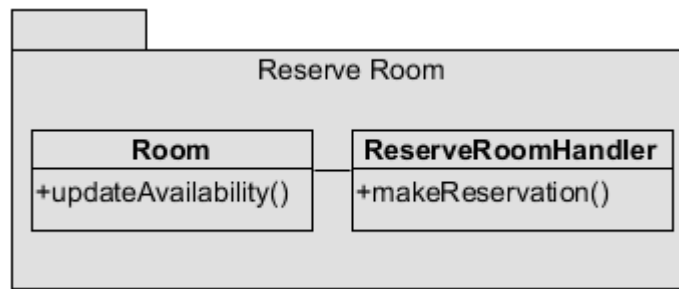 Reserve Room
Room
+updateAvailability()
ReserveRoomHandler
+makeReservation()